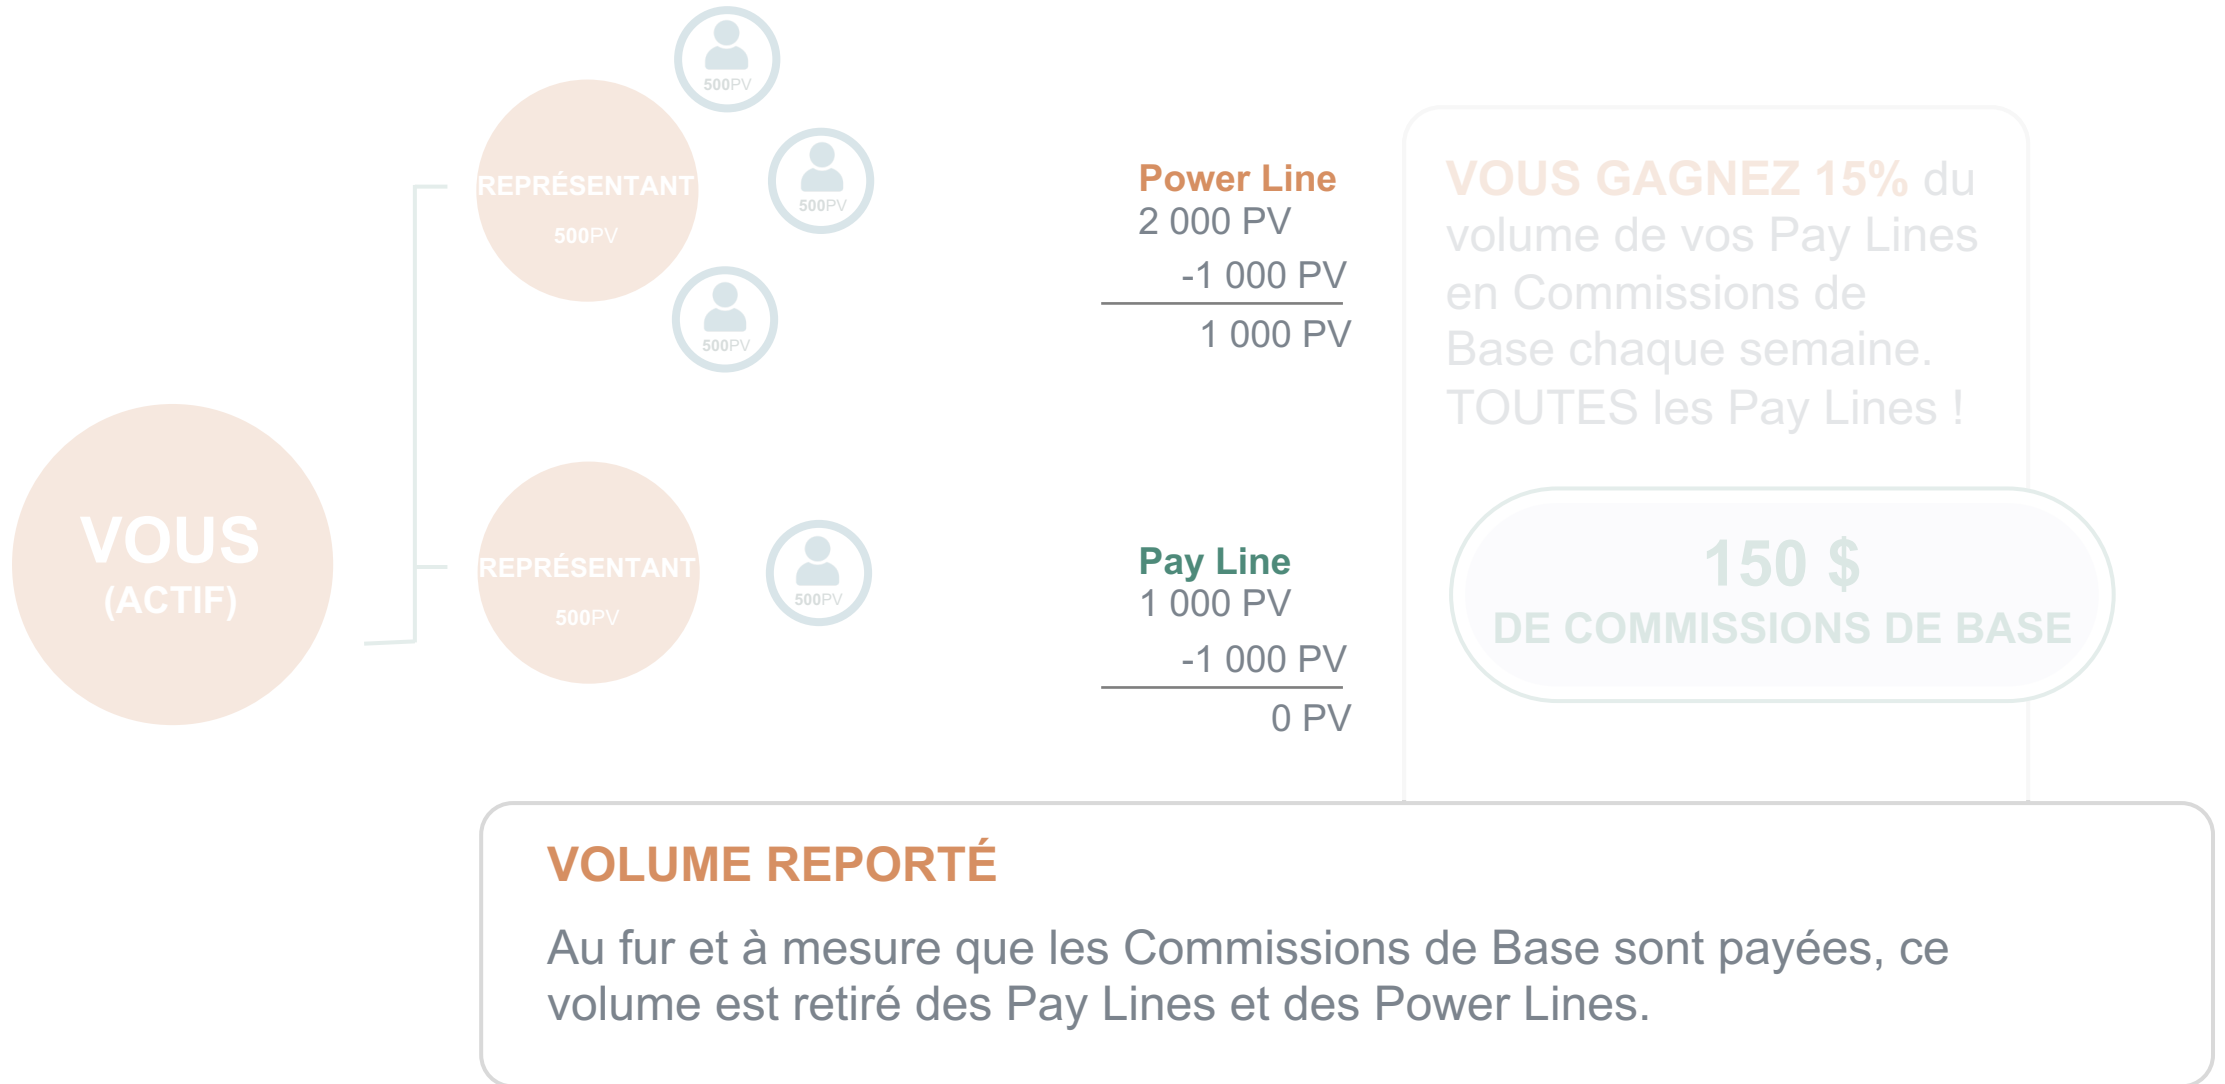 500PV
REPRÉSENTANT
500PV
500PV
500PV
Power Line
2 000 PV
-1 000 PV
1 000 PV
VOUS GAGNEZ 15% du
volume de vos Pay Lines
en Commissions de
Base chaque semaine.
TOUTES les Pay Lines !
VOUS
(ACTIF)
REPRÉSENTANT
500PV
500PV
Pay Line
1 000 PV
-1 000 PV
0 PV
150 $
DE COMMISSIONS DE BASE
VOLUME REPORTÉ
Au fur et à mesure que les Commissions de Base sont payées, ce
volume est retiré des Pay Lines et des Power Lines.